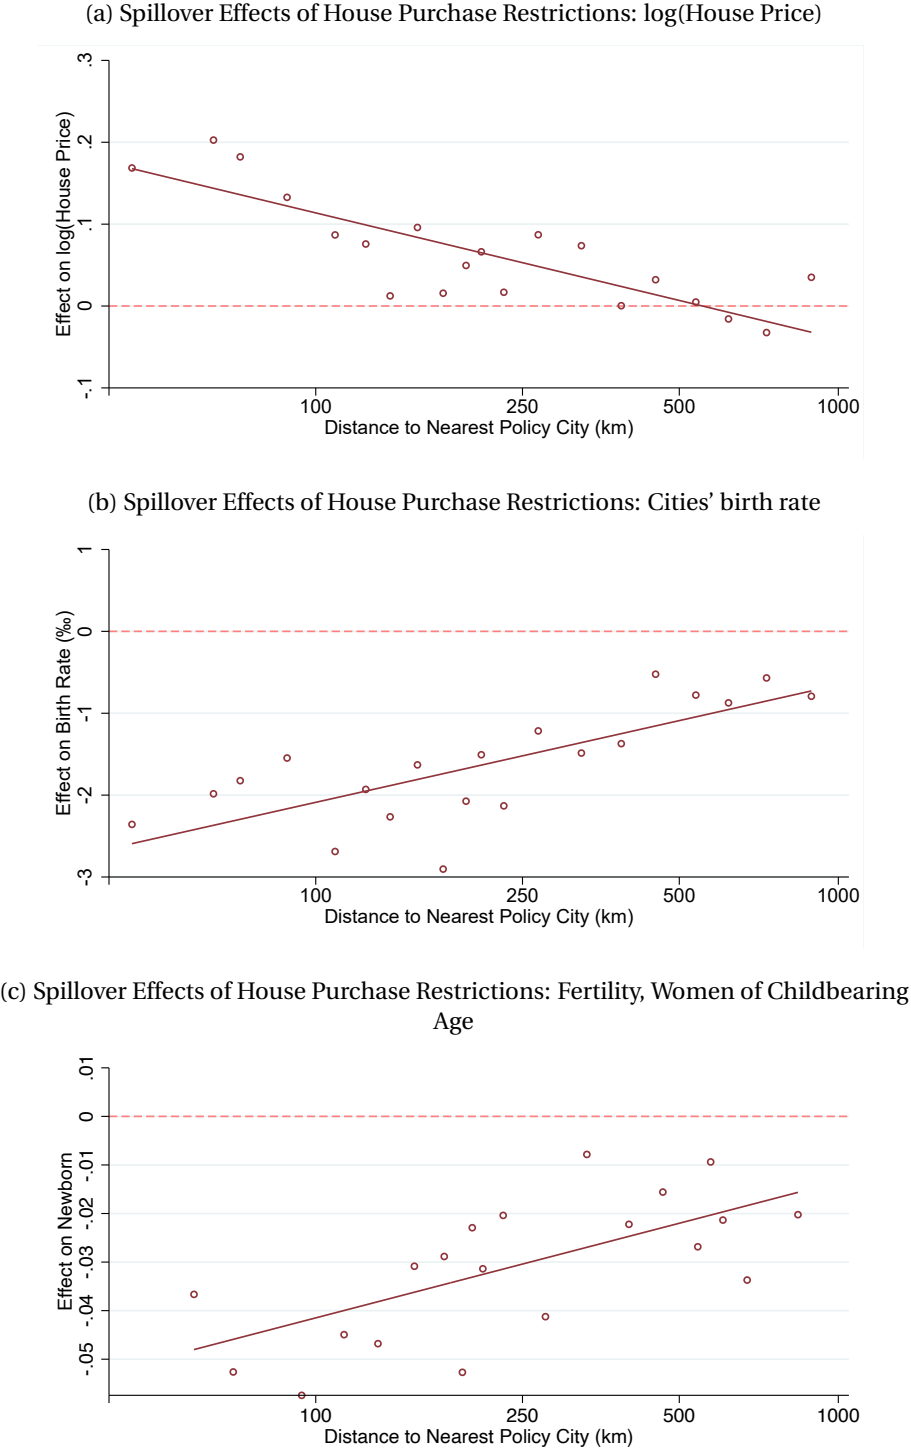 (a) Spillover Effects of House Purchase Restrictions: log(House Price)
Effect on log(House Price)
.3
.2
.1
0
-.1
100 250 500 1000
Distance to Nearest Policy City (km)
(b) Spillover Effects of House Purchase Restrictions: Cities’ birth rate
Effect on Birth Rate (‰)
1
0
-1
-2
-3
100 250 500 1000
Distance to Nearest Policy City (km)
(c) Spillover Effects of House Purchase Restrictions: Fertility, Women of Childbearing
Age
Effect on Newborn
.01
0
-.01
-.02
-.03
-.04
-.05
100 250 500 1000
Distance to Nearest Policy City (km)